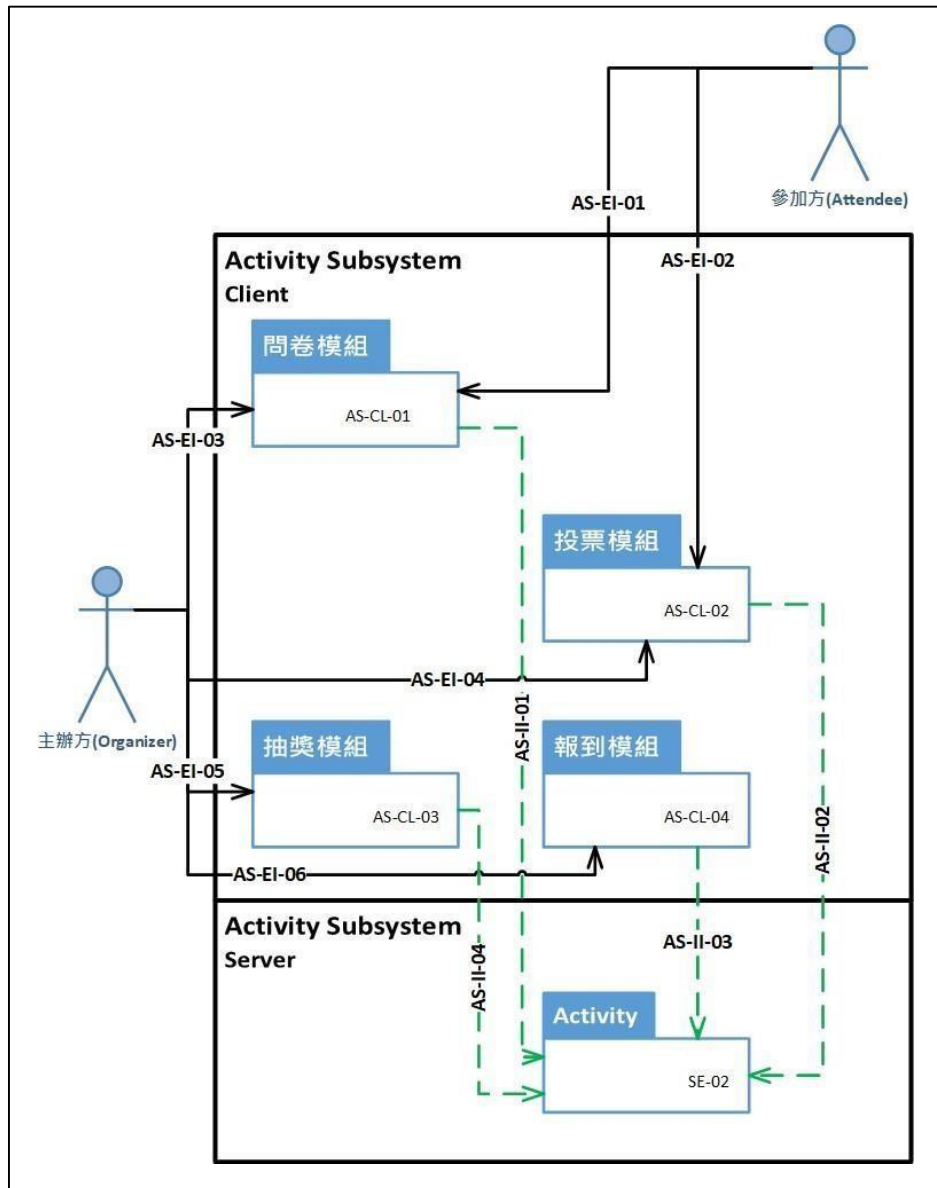 參加方(Attendee)
AS-EI-01
AS-EI-02
Activity Subsystem
Client
問卷模組
AS-CL-01
AS-EI-03
投票模組
AS-CL-02
AS-EI-04
主辦方(Organizer)
AS-II-01
抽獎模組
報到模組
AS-EI-05
AS-CL-03
AS-CL-04
AS-II-02
AS-EI-06
Activity Subsystem
Server
AS-II-03
AS-II-04
Activity
SE-02